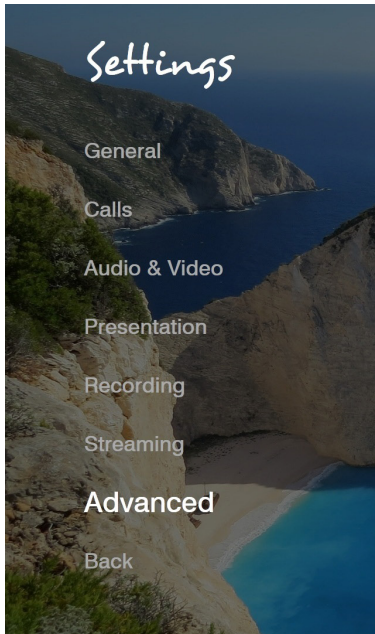 Settings
General
Calls
Audio & Video
Presentation
Recording
Streaming
Advanced
Back